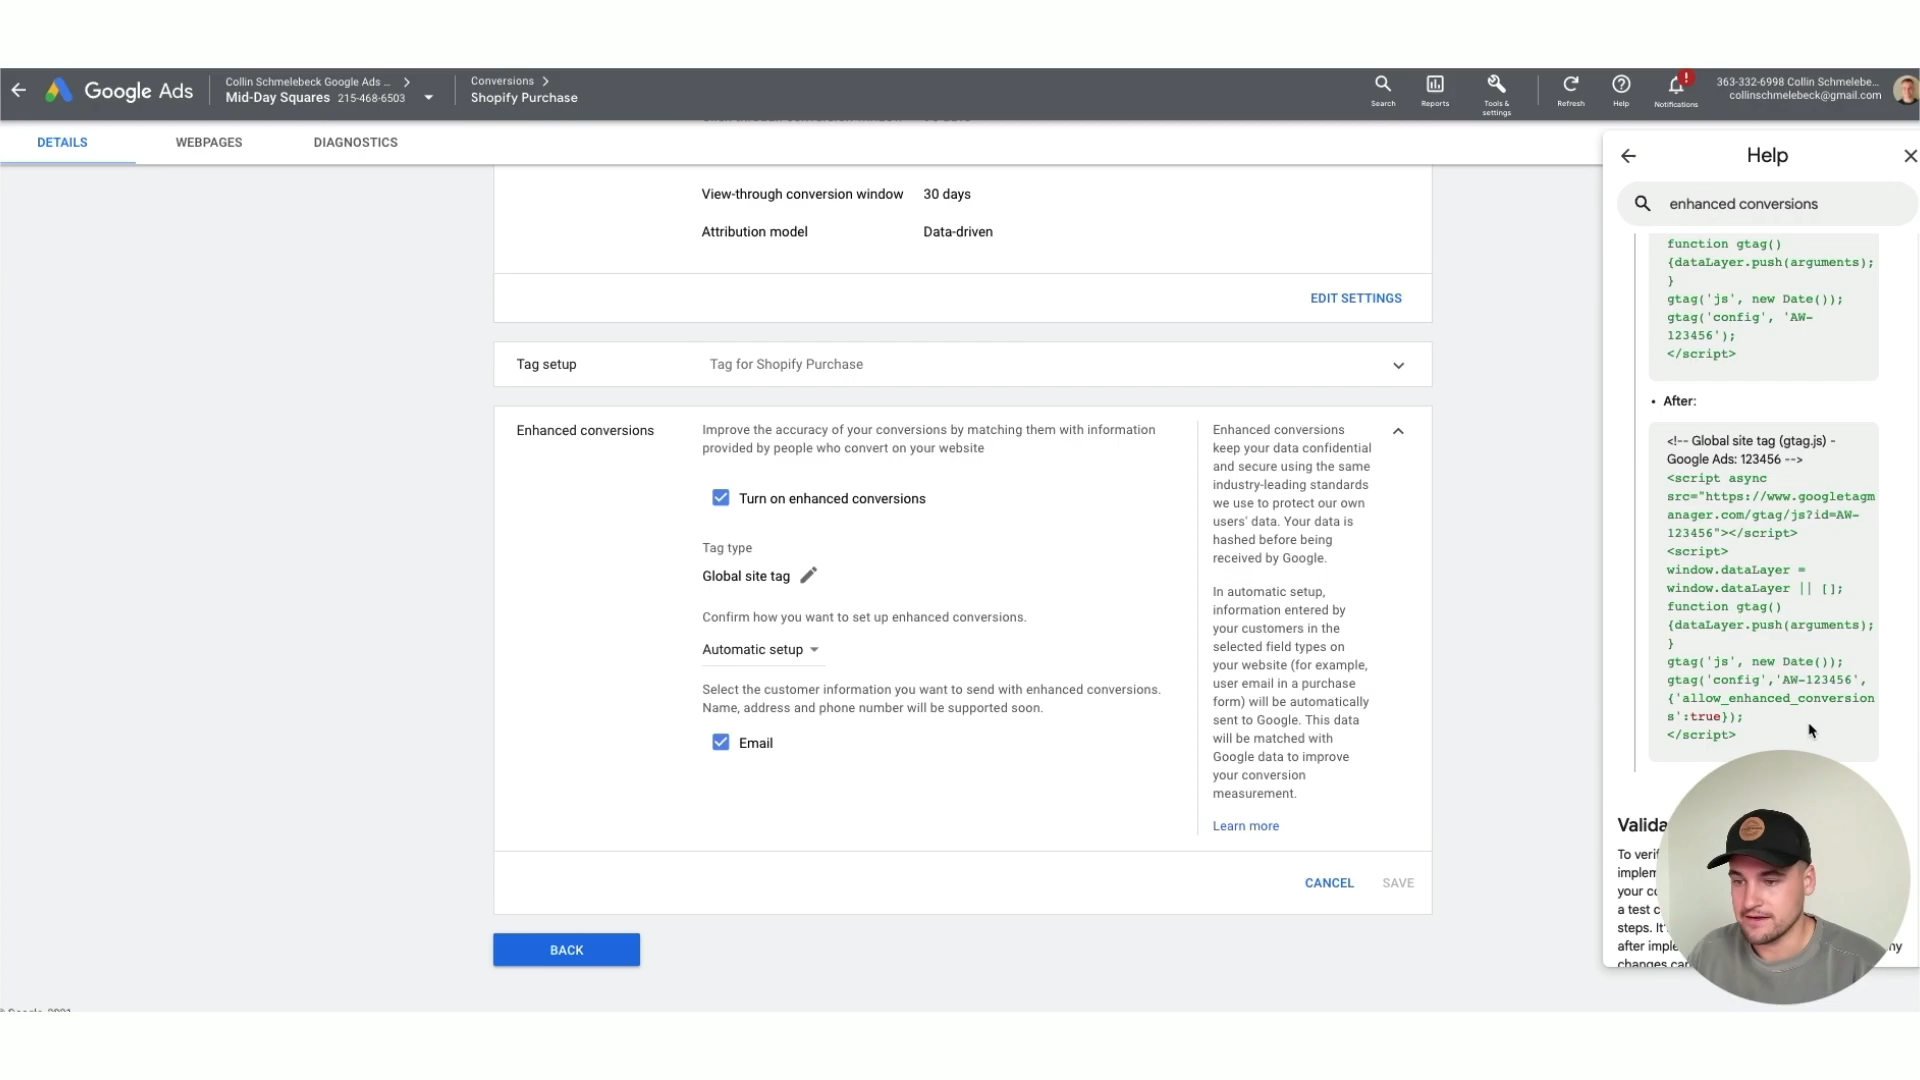 Google Ads
Collin Schmelebeck Google Ads ...
Mid-Day Squares 215-468-6503
Conversions
Shopify Purchase
Search
Reports
Tools & settings
Refresh
Help
!
Notifications
363-332-6998 Collin Schmelebe...
collinschmelebeck@gmail.com
DETAILS
WEBPAGES
DIAGNOSTICS
View-through conversion window 30 days
Attribution model Data-driven
EDIT SETTINGS
Tag setup Tag for Shopify Purchase
Enhanced conversions
Improve the accuracy of your conversions by matching them with information
provided by people who convert on your website
Turn on enhanced conversions
Tag type
Global site tag
Confirm how you want to set up enhanced conversions.
Automatic setup
Select the customer information you want to send with enhanced conversions.
Name, address and phone number will be supported soon.
Email
Enhanced conversions
keep your data confidential
and secure using the same
industry-leading standards
we use to protect our own
users' data. Your data is
hashed before being
received by Google.
In automatic setup,
information entered by
your customers in the
selected field types on
your website (for example,
user email in a purchase
form) will be automatically
sent to Google. This data
will be matched with
Google data to improve
your conversion
measurement.
Learn more
CANCEL
SAVE
BACK
Help
enhanced conversions
function gtag()
{dataLayer.push(arguments);
}
gtag('js', new Date());
gtag('config', 'AW-
123456');
</script>
• After:
<!-- Global site tag (gtag.js) -
Google Ads: 123456 -->
<script async
src="https://www.googletagm
anager.com/gtag/js?id=AW-
123456"></script>
<script>
window.dataLayer =
window.dataLayer || [];
function gtag()
{dataLayer.push(arguments);
}
gtag('js', new Date());
gtag('config','AW-123456',
{'allow_enhanced_conversion
s':true});
</script>
Valida
To verif
implem
your co
a test c
steps. It'
after imple
changes can